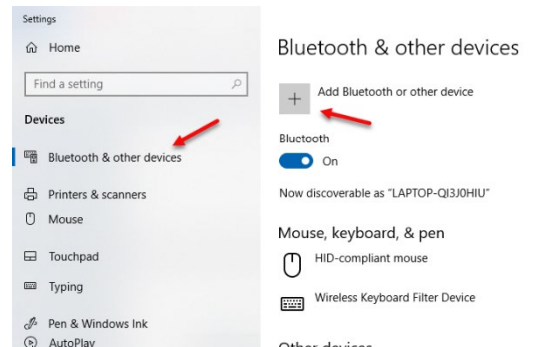 Settings
Home
Find a setting
Devices
Bluetooth & other devices
Printers & scanners
Mouse
Touchpad
Typing
Pen & Windows Ink
AutoPlay
Bluetooth & other devices
Add Bluetooth or other device
Bluetooth
On
Now discoverable as "LAPTOP-QI3J0HIU"
Mouse, keyboard, & pen
HID-compliant mouse
Wireless Keyboard Filter Device
Other devices